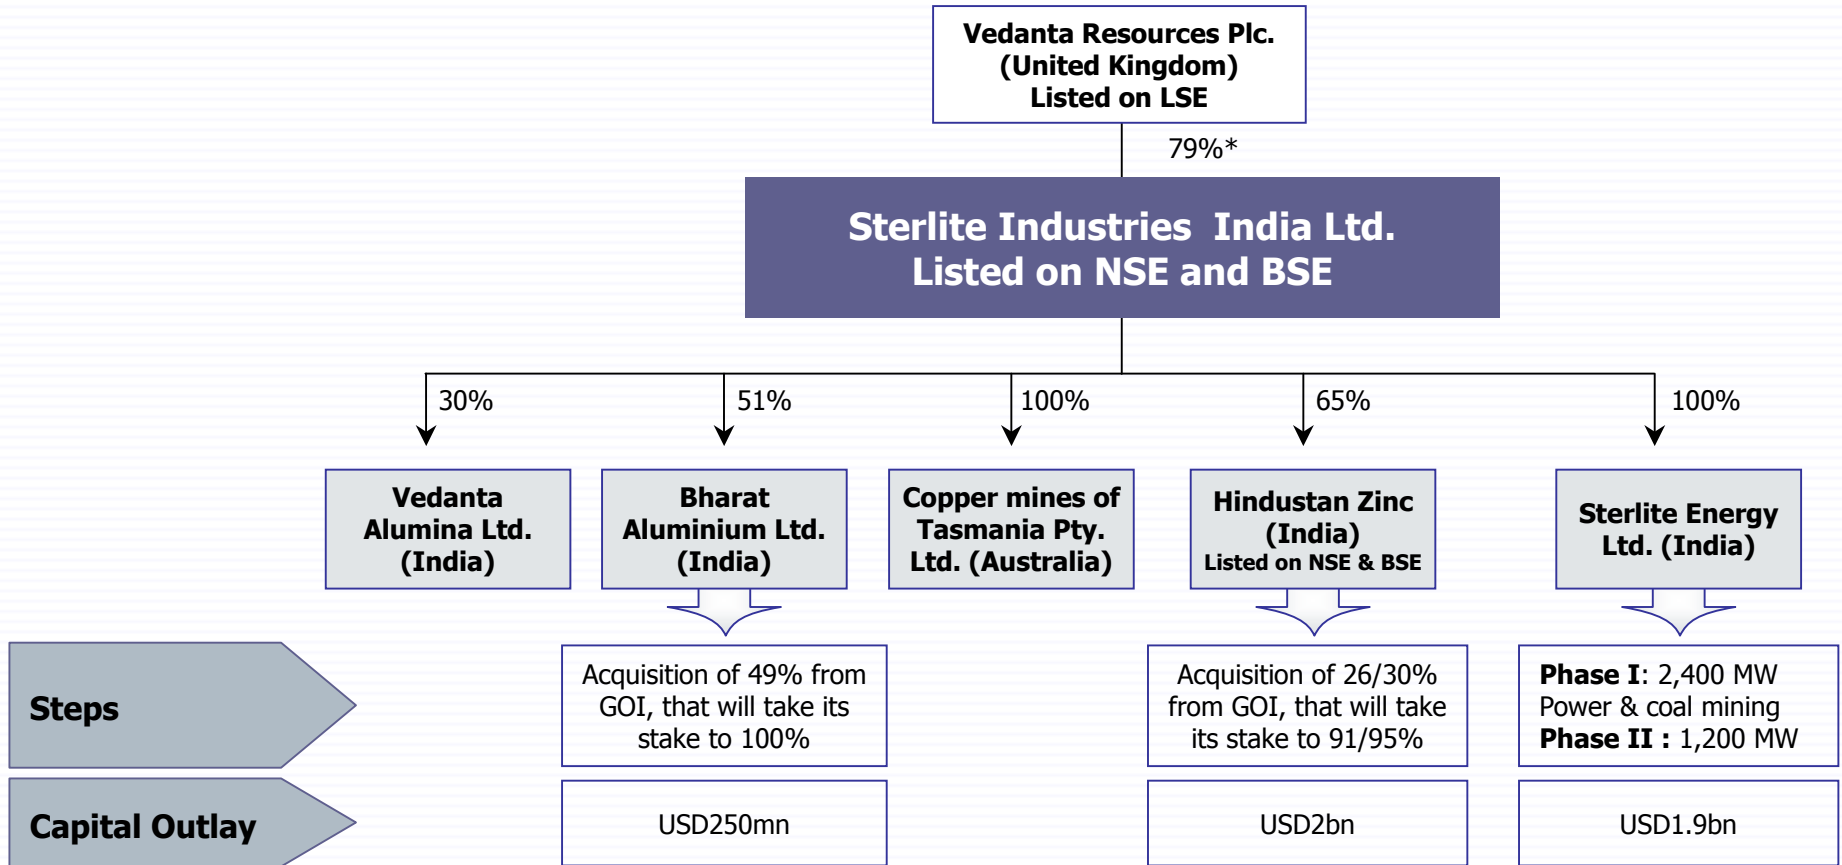 Vedanta Resources Plc.
(United Kingdom)
Listed on LSE
79%*
Sterlite Industries India Ltd.
Listed on NSE and BSE
30%
51%
100%
65%
100%
Vedanta
Alumina Ltd.
(India)
Bharat
Aluminium Ltd.
(India)
Copper mines of
Tasmania Pty.
Ltd. (Australia)
Hindustan Zinc
(India)
Listed on NSE & BSE
Sterlite Energy
Ltd. (India)
Steps
Acquisition of 49% from
GOI, that will take its
stake to 100%
Acquisition of 26/30%
from GOI, that will take
its stake to 91/95%
Phase I: 2,400 MW
Power & coal mining
Phase II : 1,200 MW
Capital Outlay
USD250mn
USD2bn
USD1.9bn